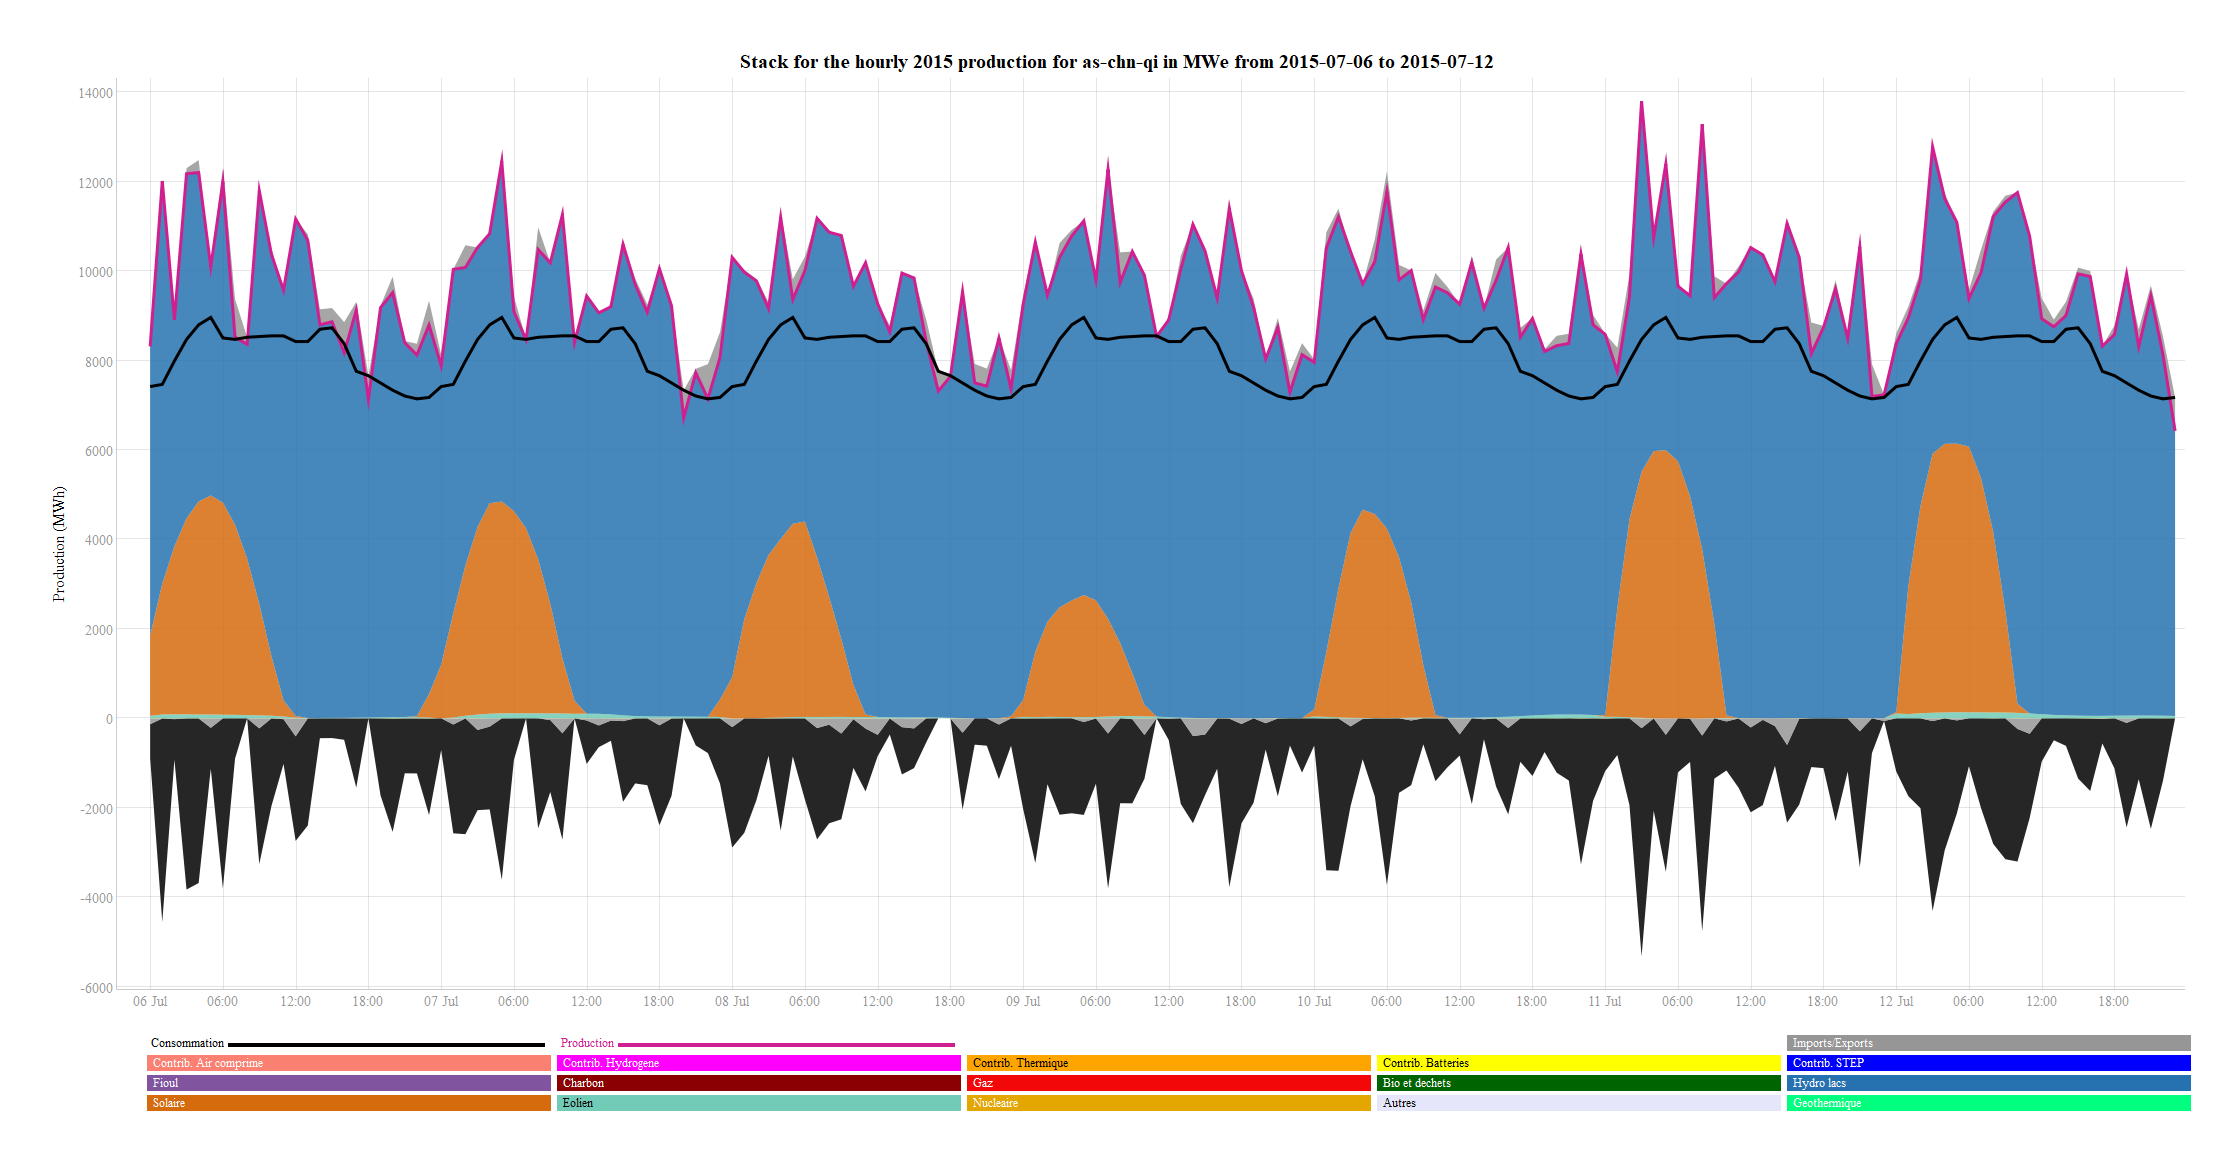 Stack for the hourly 2015 production for as-chn-qi in MWe from 2015-07-06 to 2015-07-12
14000
12000
10000
8000
6000
4000
2000
0
-2000
-4000
-6000
Production (MWh)
06 Jul 06:00 12:00 18:00 07 Jul 06:00 12:00 18:00 08 Jul 06:00 12:00 18:00 09 Jul 06:00 12:00 18:00 10 Jul 06:00 12:00 18:00 11 Jul 06:00 12:00 18:00 12 Jul 06:00 12:00 18:00
Consommation Production Imports/Exports
Contrib. Air comprime Contrib. Hydrogene Contrib. Thermique Contrib. Batteries Contrib. STEP
Fioul Charbon Gaz Bio et dechets Hydro lacs
Solaire Eolien Nucleaire Autres Geothermique